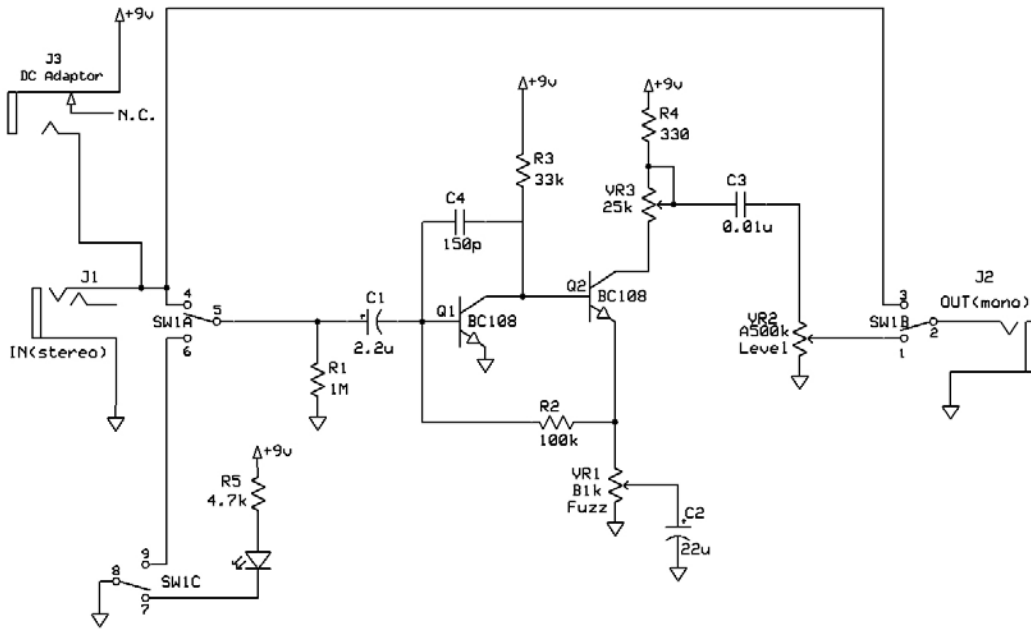 +9v
J3
DC Adaptor
N.C.
+9v
+9v
R4
330
R3
33k
C4
150p
VR3
25k
C3
0.01u
J1
IN(stereo)
4
5
SW1A
6
C1
+
2.2u
Q1
BC108
Q2
BC108
R1
1M
VR2
A500k
Level
3
SW1B
2
1
J2
OUT(mono)
R2
100k
VR1
B1k
Fuzz
C2
+
22u
+9v
R5
4.7k
9
8
SW1C
7